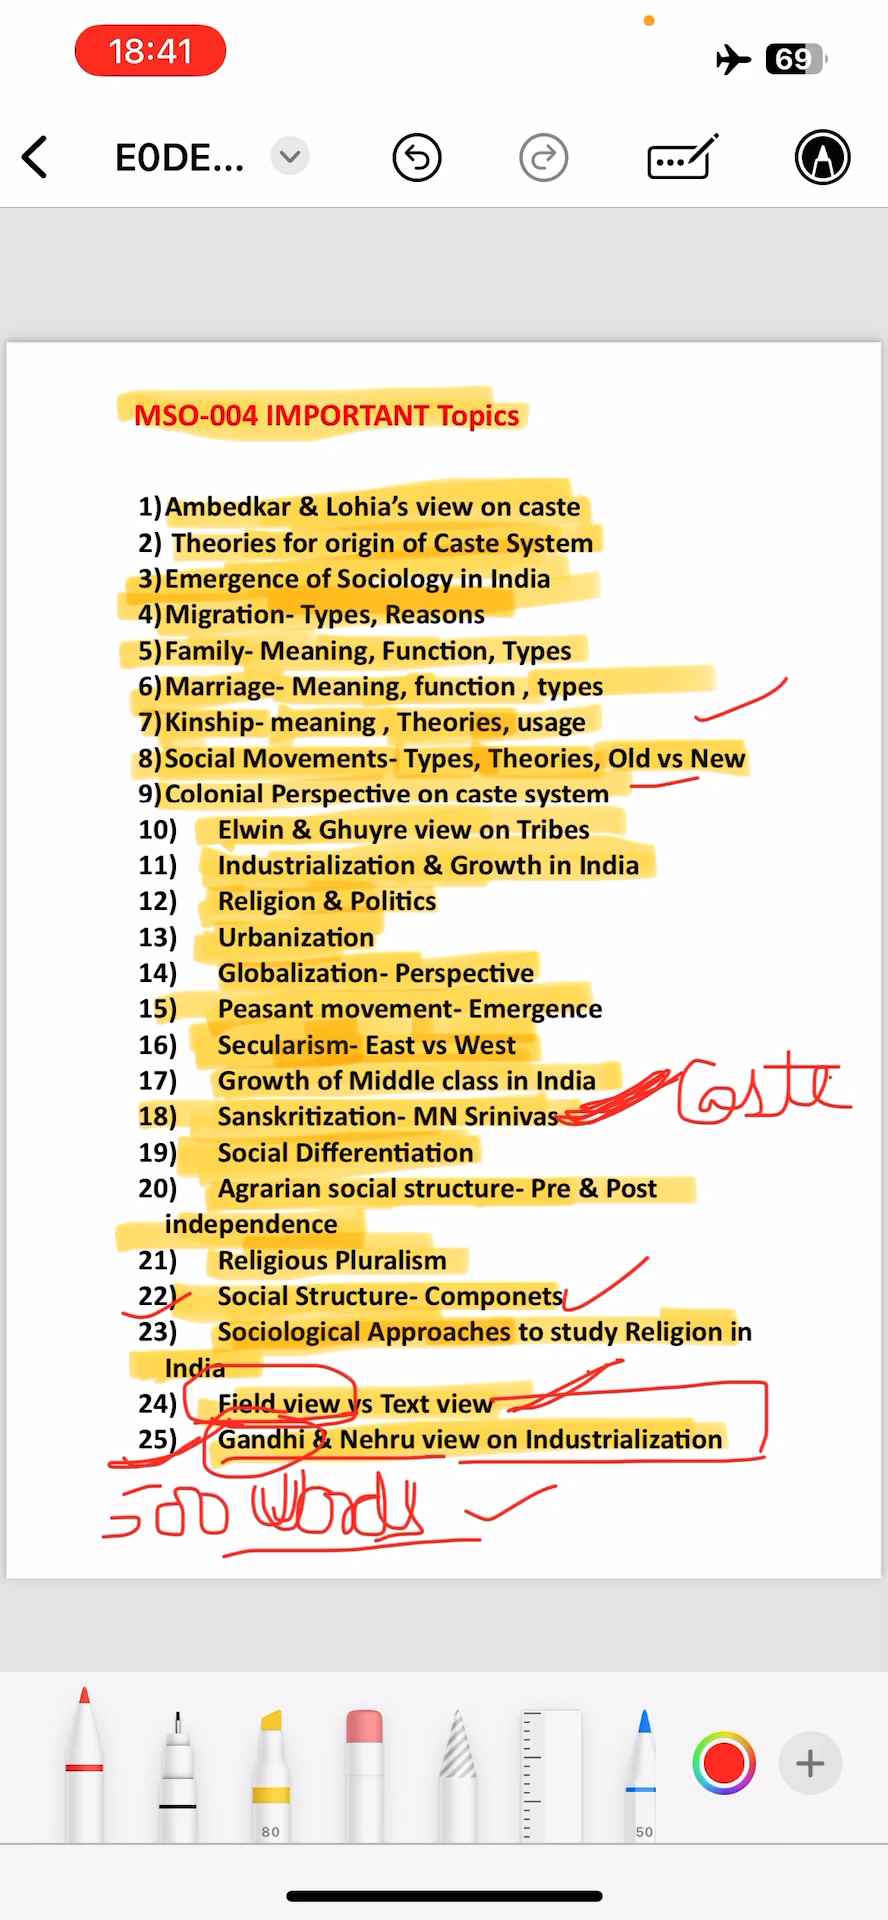 18:41
69
E0DE...
MSO-004 IMPORTANT Topics
1) Ambedkar & Lohia's view on caste
2) Theories for origin of Caste System
3) Emergence of Sociology in India
4) Migration- Types, Reasons
5) Family- Meaning, Function, Types
6) Marriage- Meaning, function , types
7) Kinship- meaning , Theories, usage
8) Social Movements- Types, Theories, Old vs New
9) Colonial Perspective on caste system
10) Elwin & Ghuyre view on Tribes
11) Industrialization & Growth in India
12) Religion & Politics
13) Urbanization
14) Globalization- Perspective
15) Peasant movement- Emergence
16) Secularism- East vs West
17) Growth of Middle class in India
Caste
18) Sanskritization- MN Srinivas
19) Social Differentiation
20) Agrarian social structure- Pre & Post
independence
21) Religious Pluralism
22) Social Structure- Componets
23) Sociological Approaches to study Religion in
India
24) Field view vs Text view
25) Gandhi & Nehru view on Industrialization
500 Words
80
50